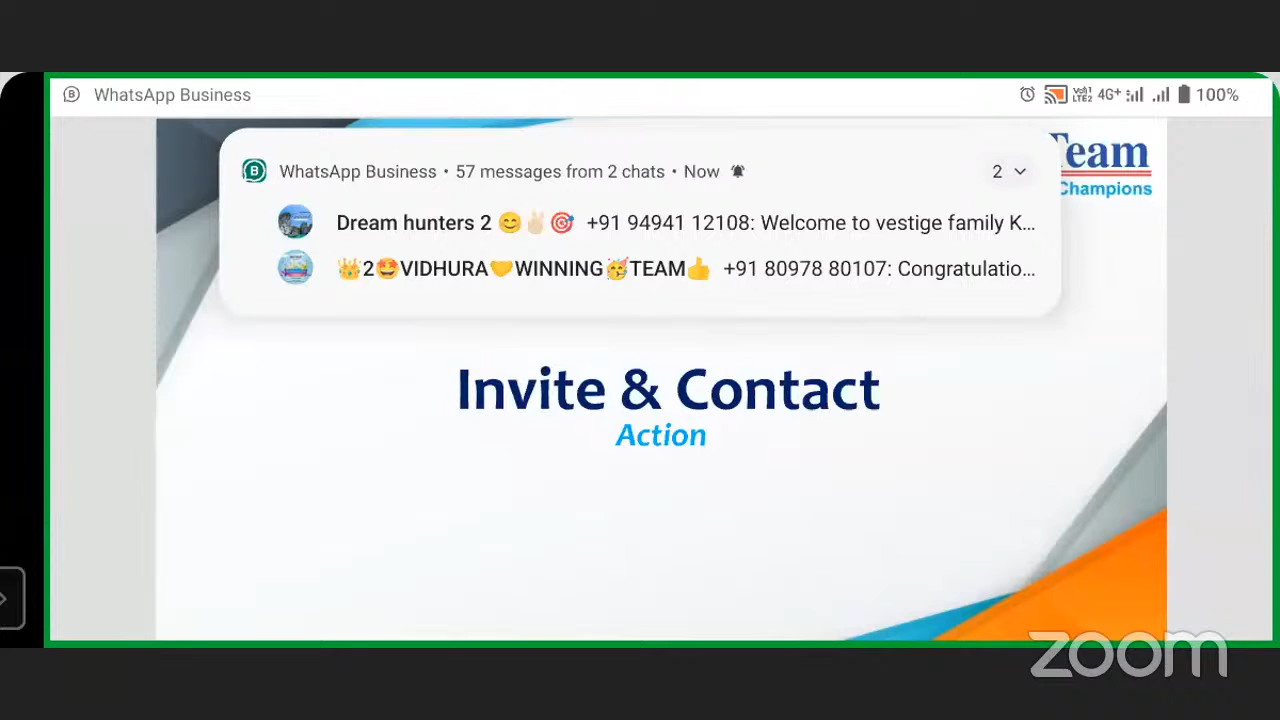 WhatsApp Business
4G+ 100%
Team
Champions
WhatsApp Business • 57 messages from 2 chats • Now 2
Dream hunters 2 😊✌🏻🎯 +91 94941 12108: Welcome to vestige family K...
👑2🤩VIDHURA🤝WINNING🥳TEAM👍 +91 80978 80107: Congratulatio...
Invite & Contact
Action
zoom